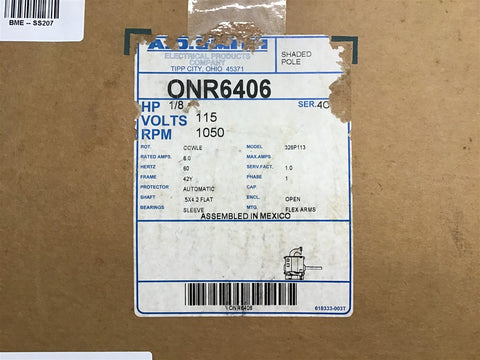 BME -- SS207
A.O.SMITH
ELECTRICAL PRODUCTS
COMPANY
TIPP CITY, OHIO 45371
SHADED
POLE
ONR6406
HP 1/8 SER. 4C
VOLTS 115
RPM 1050
ROT. CCWLE MODEL 326P113
RATED AMPS. 6.0 MAX.AMPS
HERTZ 60 SERV.FACT. 1.0
FRAME 42Y PHASE 1
PROTECTOR AUTOMATIC CAP.
SHAFT .5X4.2 FLAT ENCL. OPEN
BEARINGS SLEEVE MTG. FLEX ARMS
ASSEMBLED IN MEXICO
ONR6406
618333-003T